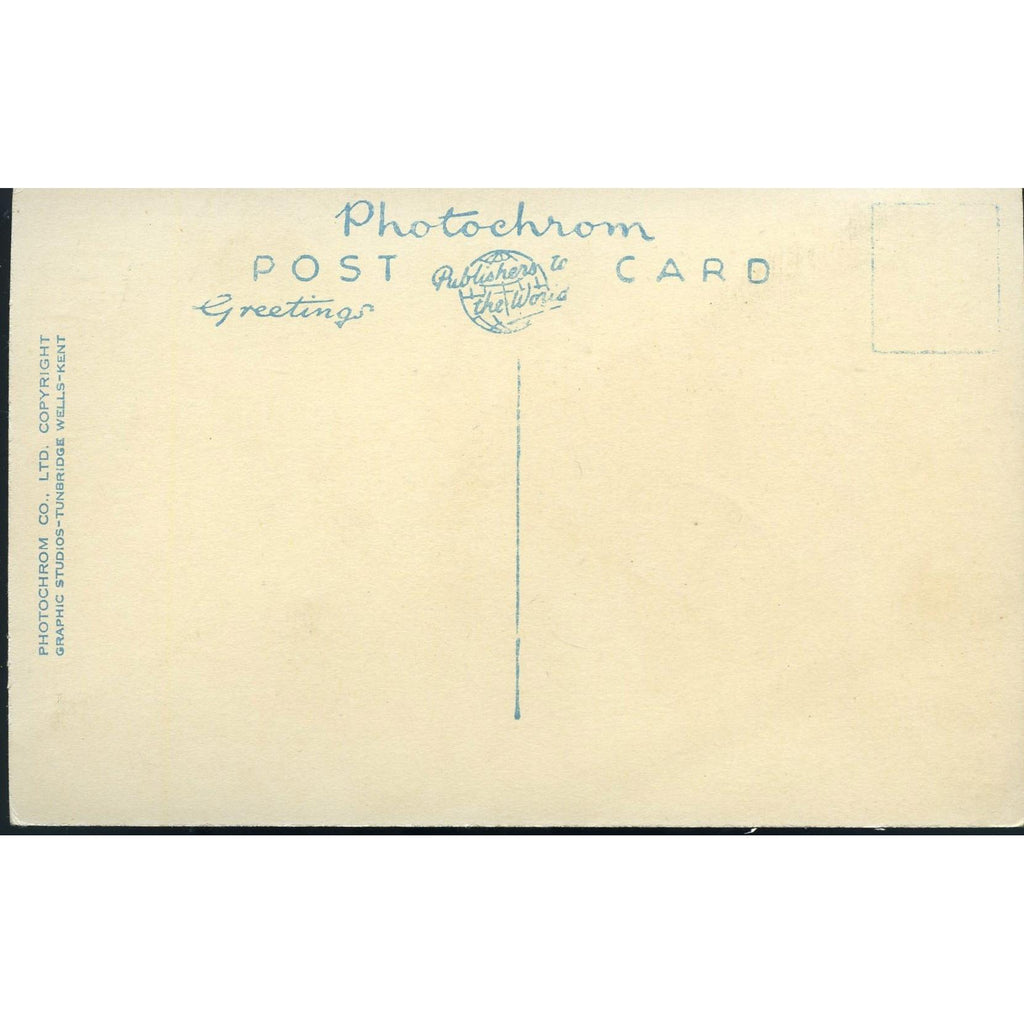 Photochrom
POST CARD
Publishers to
the World
Greetings
PHOTOCHROM CO., LTD. COPYRIGHT
GRAPHIC STUDIOS-TUNBRIDGE WELLS-KENT